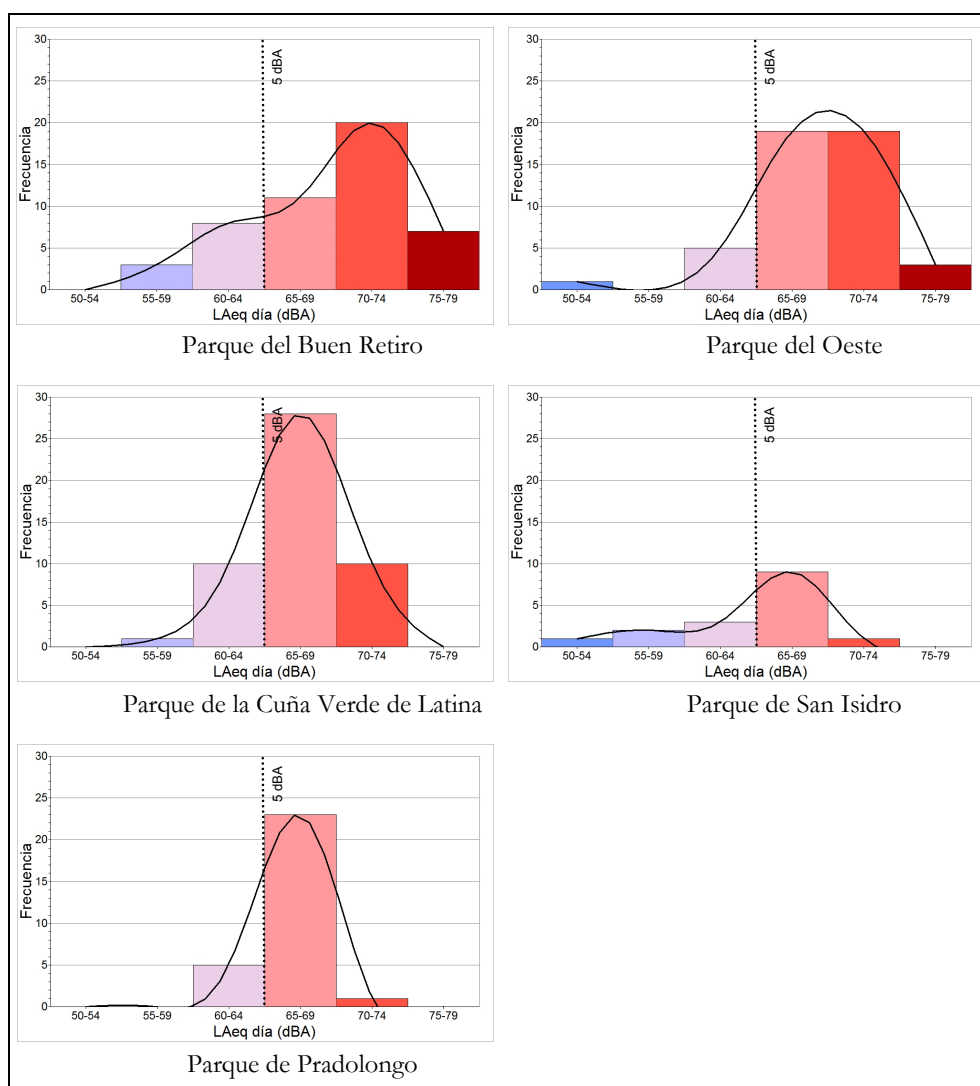 30
25
20
15
10
5
0
Frecuencia
5 dBA
50-54 55-59 60-64 65-69 70-74 75-79
LAeq día (dBA)
Parque del Buen Retiro
30
25
20
15
10
5
0
Frecuencia
5 dBA
50-54 55-59 60-64 65-69 70-74 75-79
LAeq día (dBA)
Parque del Oeste
30
25
20
15
10
5
0
Frecuencia
5 dBA
50-54 55-59 60-64 65-69 70-74 75-79
LAeq día (dBA)
Parque de la Cuña Verde de Latina
30
25
20
15
10
5
0
Frecuencia
5 dBA
50-54 55-59 60-64 65-69 70-74 75-79
LAeq día (dBA)
Parque de San Isidro
30
25
20
15
10
5
0
Frecuencia
5 dBA
50-54 55-59 60-64 65-69 70-74 75-79
LAeq día (dBA)
Parque de Pradolongo